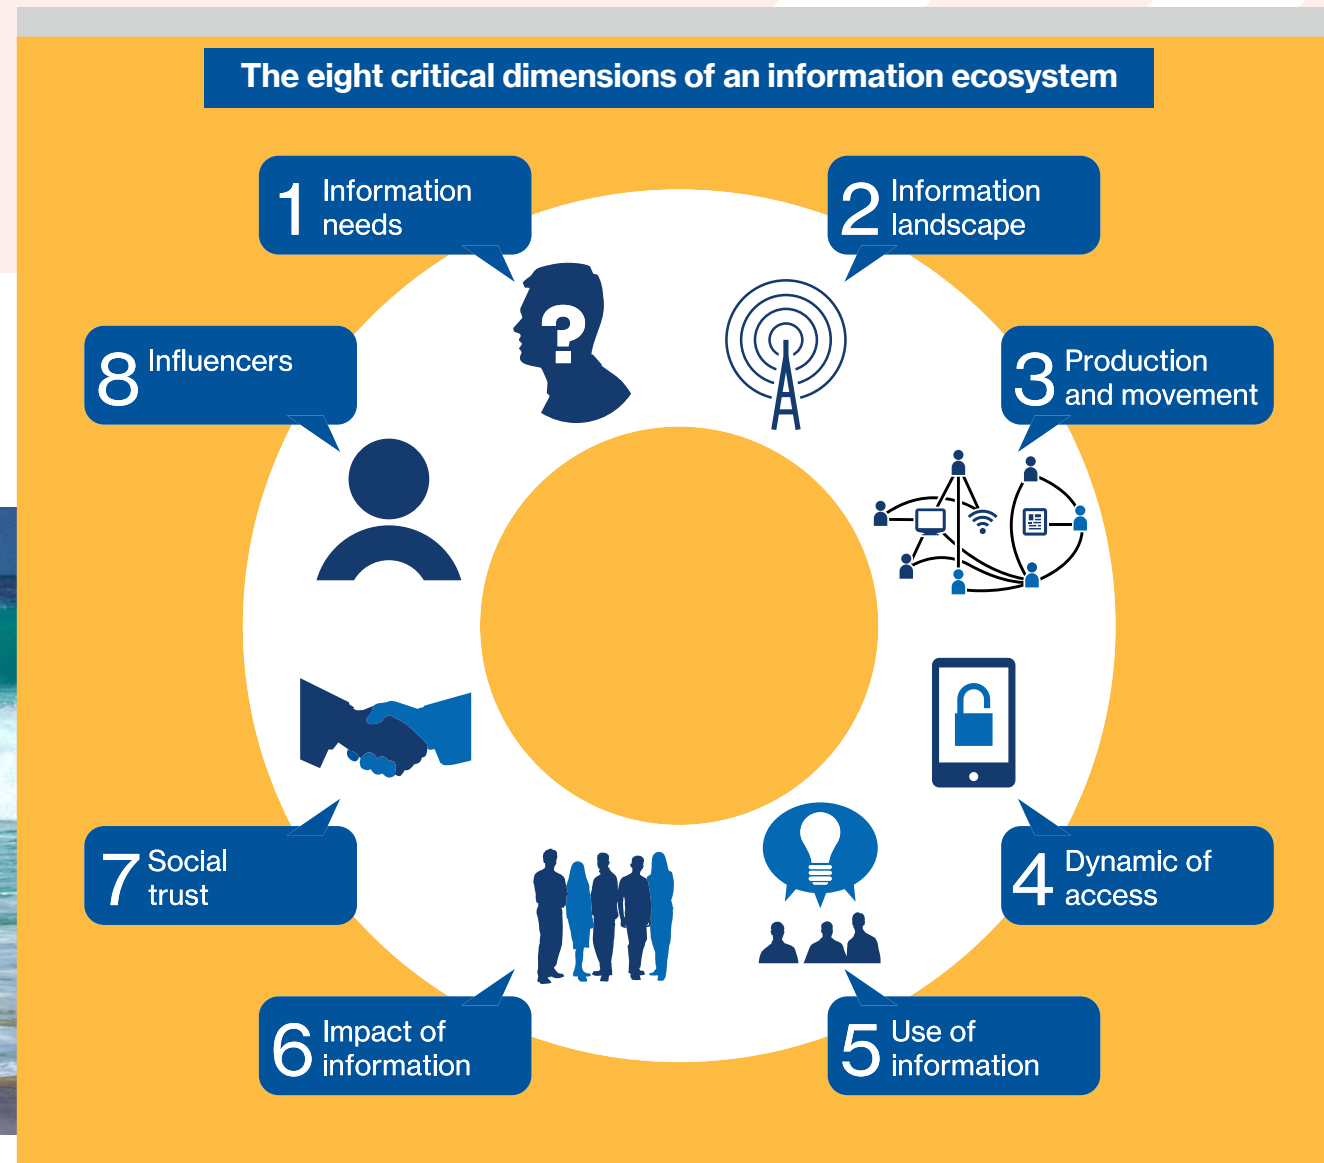 The eight critical dimensions of an information ecosystem
1 Information
needs
2 Information
landscape
3 Production
and movement
4 Dynamic of
access
5 Use of
information
6 Impact of
information
7 Social
trust
8 Influencers
?